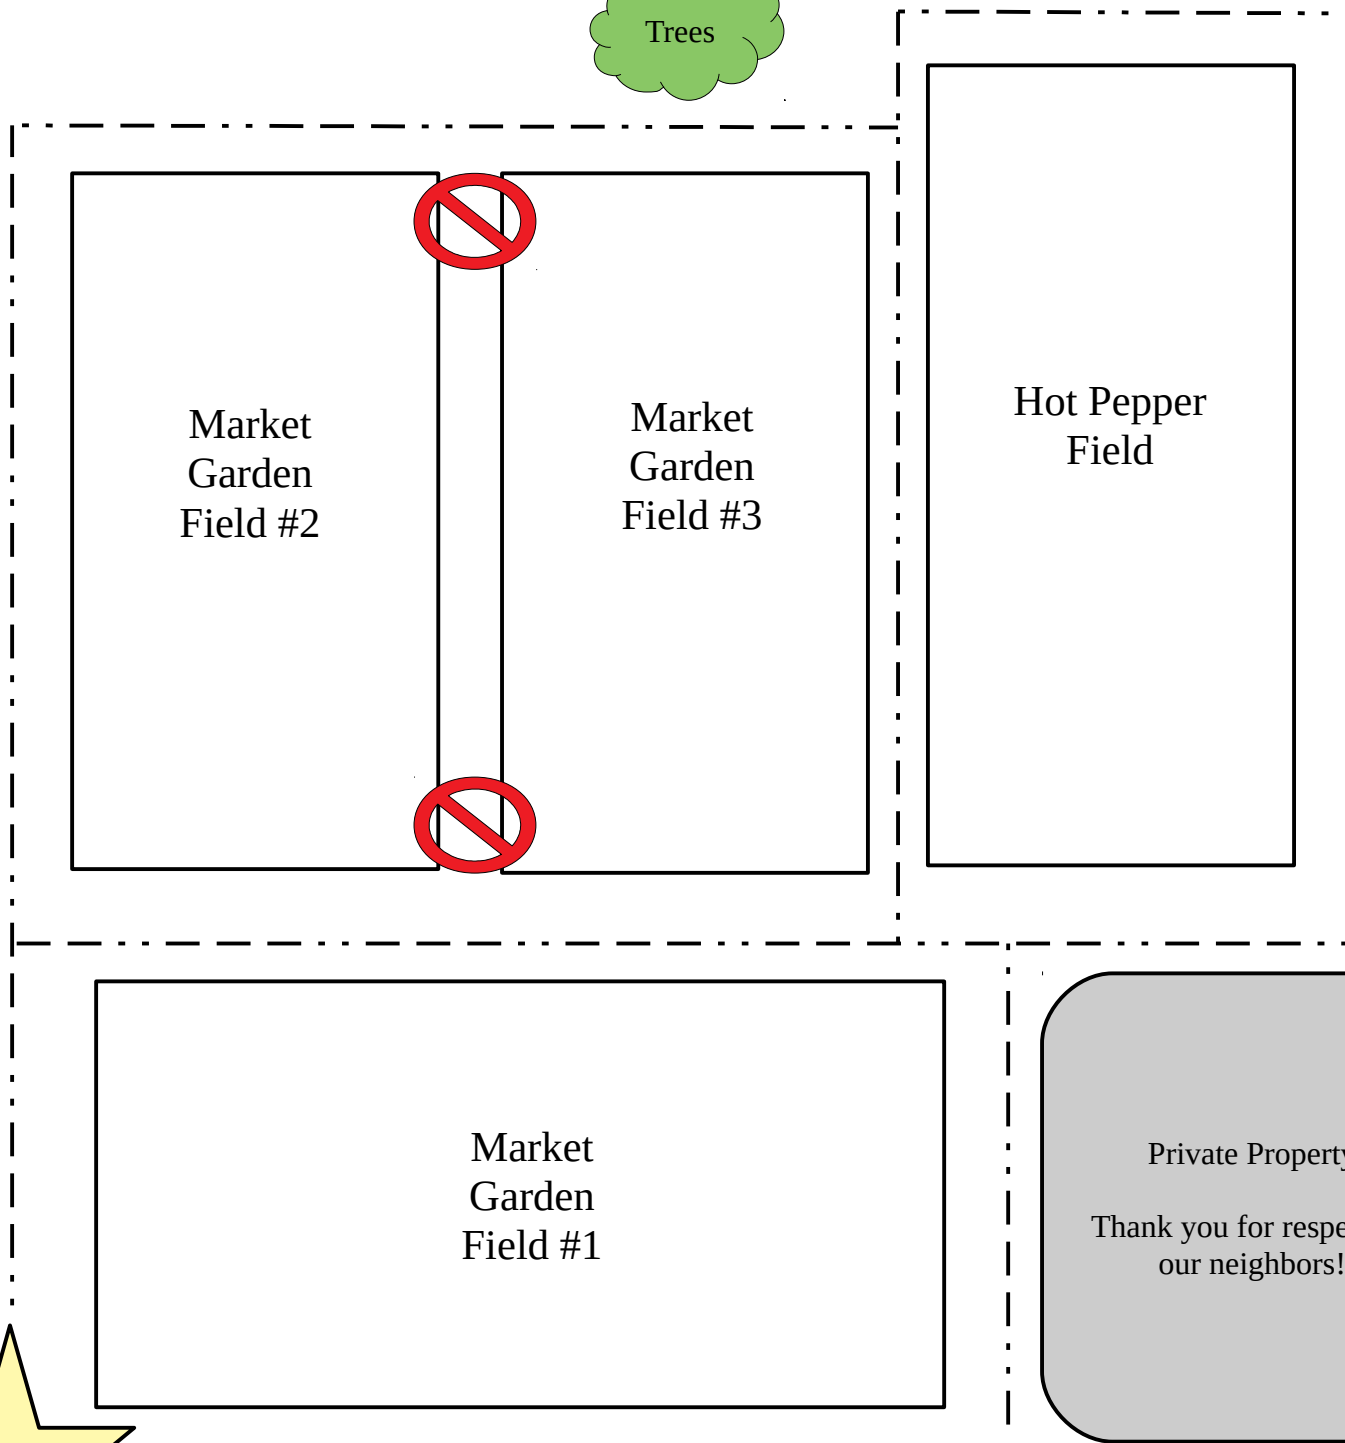 Trees
Market
Garden
Field #2
Market
Garden
Field #3
Hot Pepper
Field
Market
Garden
Field #1
Private Property
Thank you for
our neighbors!